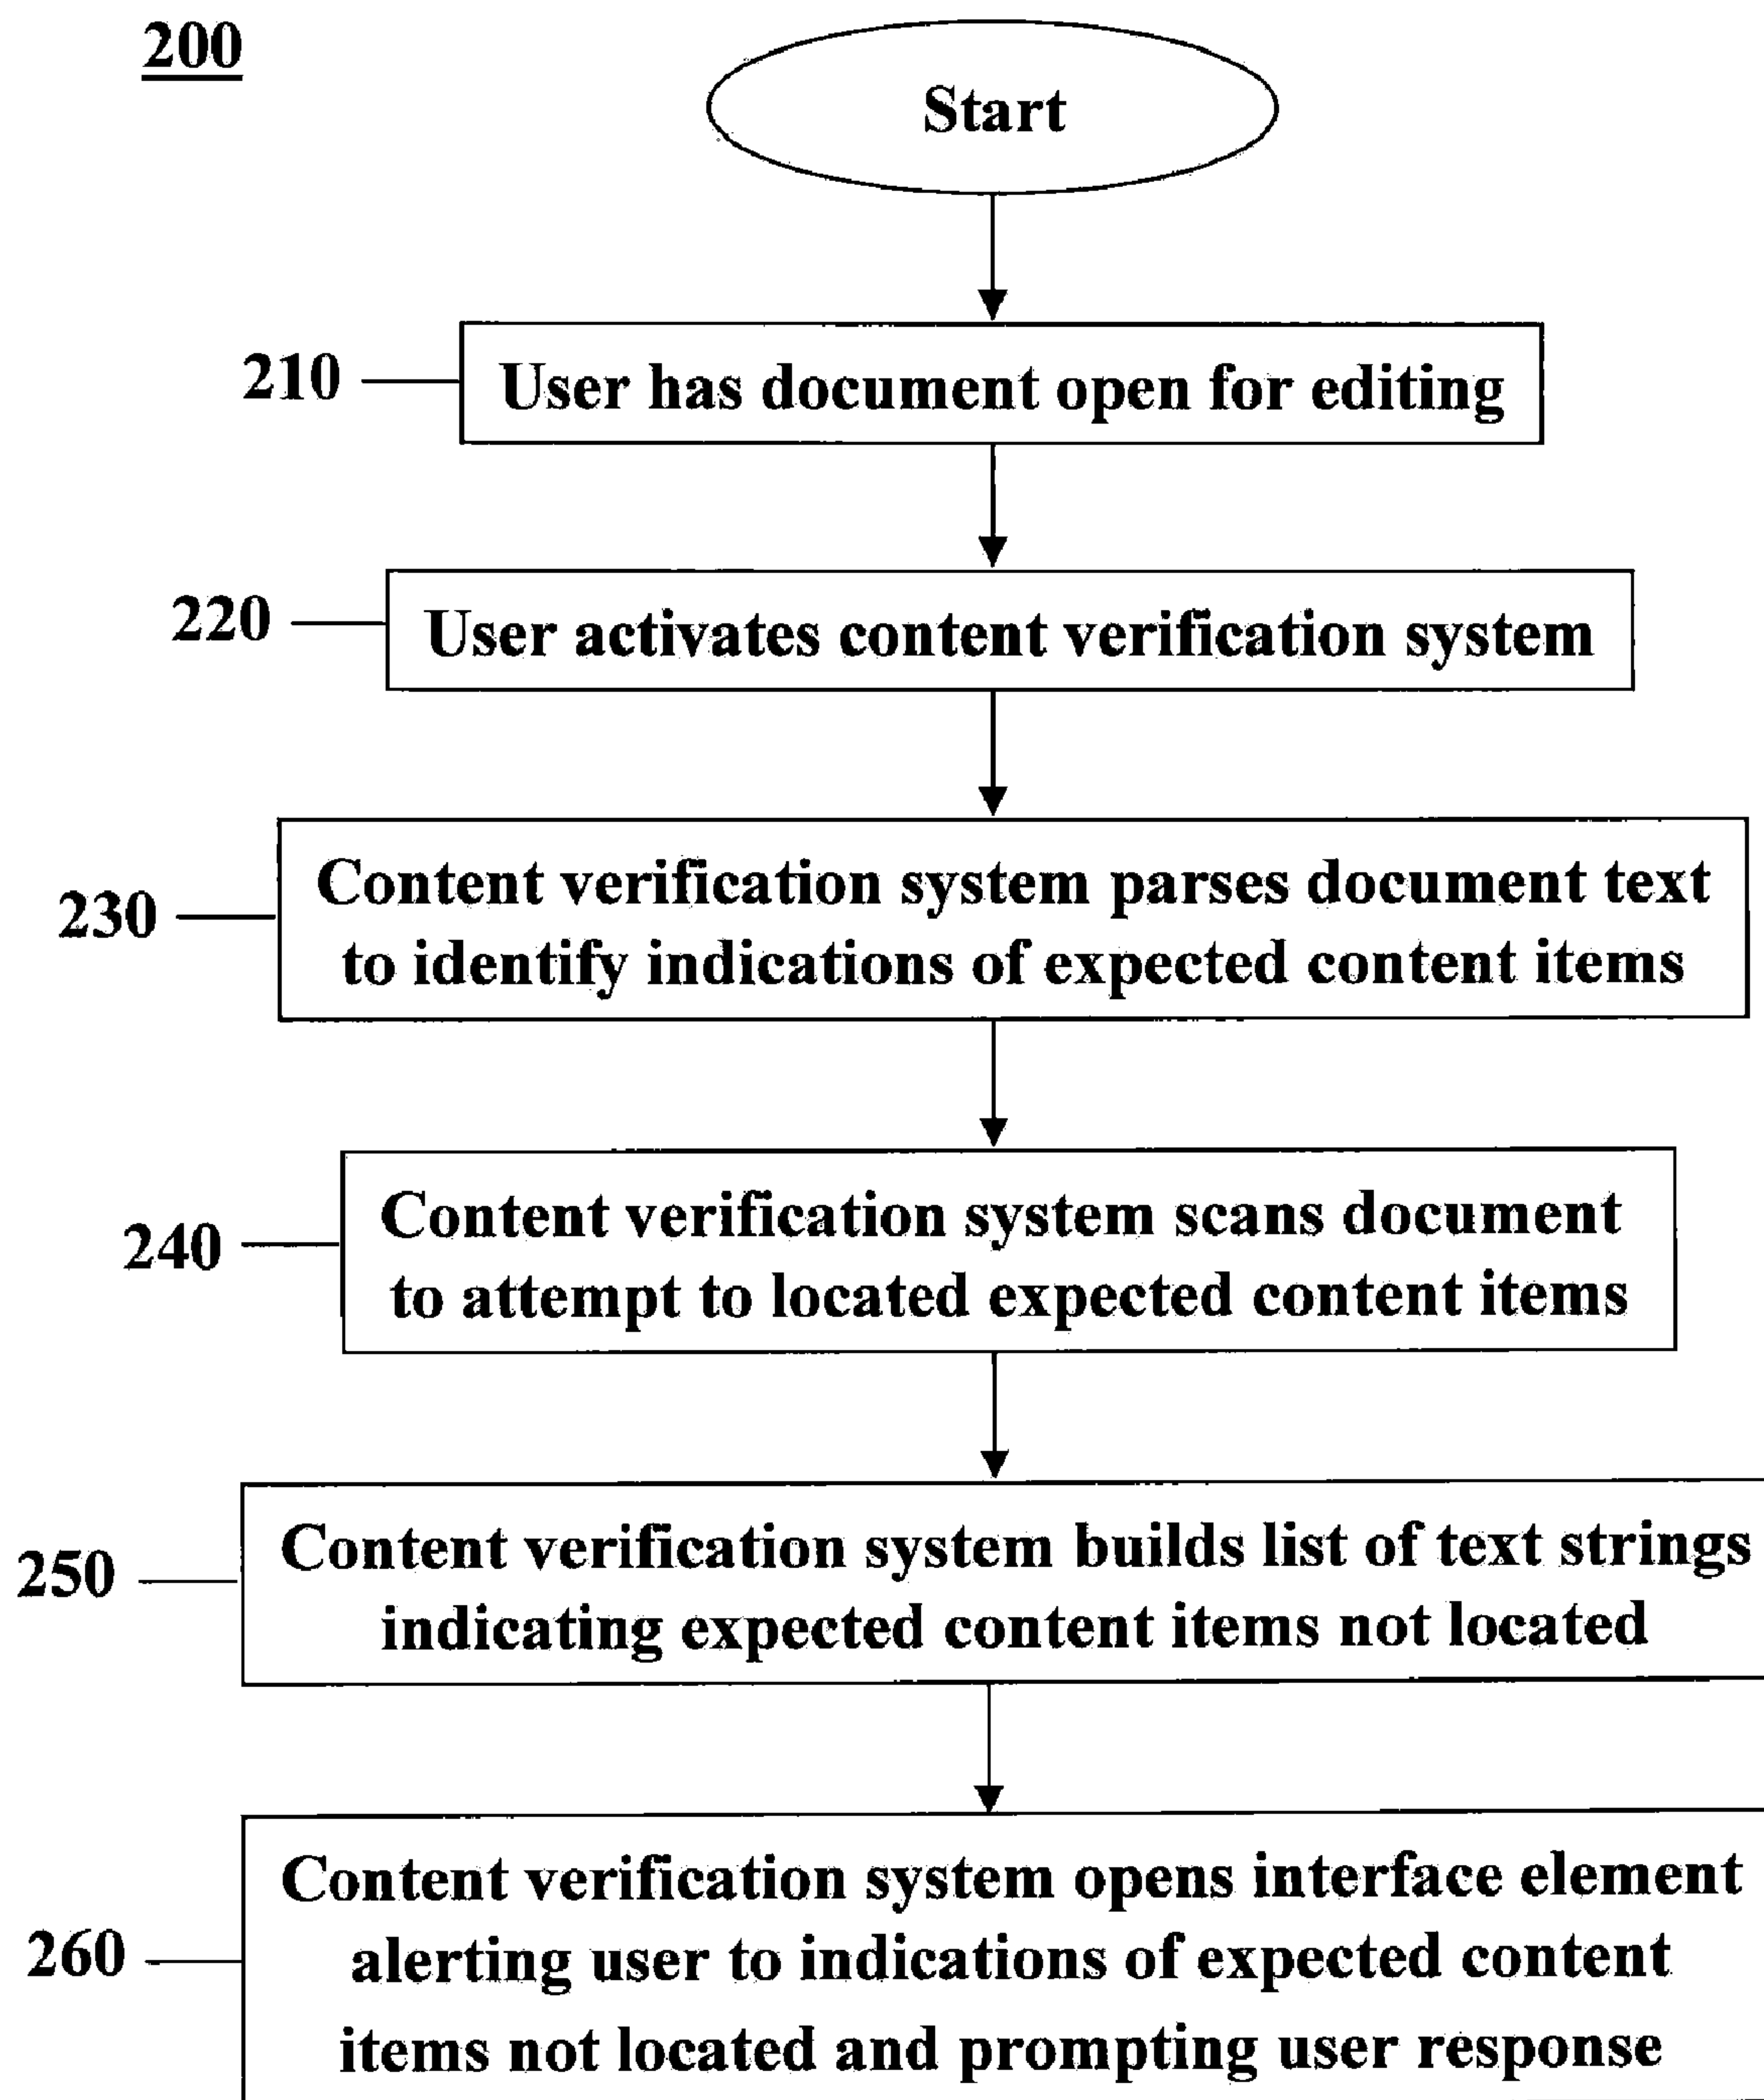 200
Start
210
User has document open for editing
220
User activates content verification system
230
Content verification system parses document text
to identify indications of expected content items
240
Content verification system scans document
to attempt to located expected content items
250
Content verification system builds list of text strings
indicating expected content items not located
260
Content verification system opens interface element
alerting user to indications of expected content
items not located and prompting user response